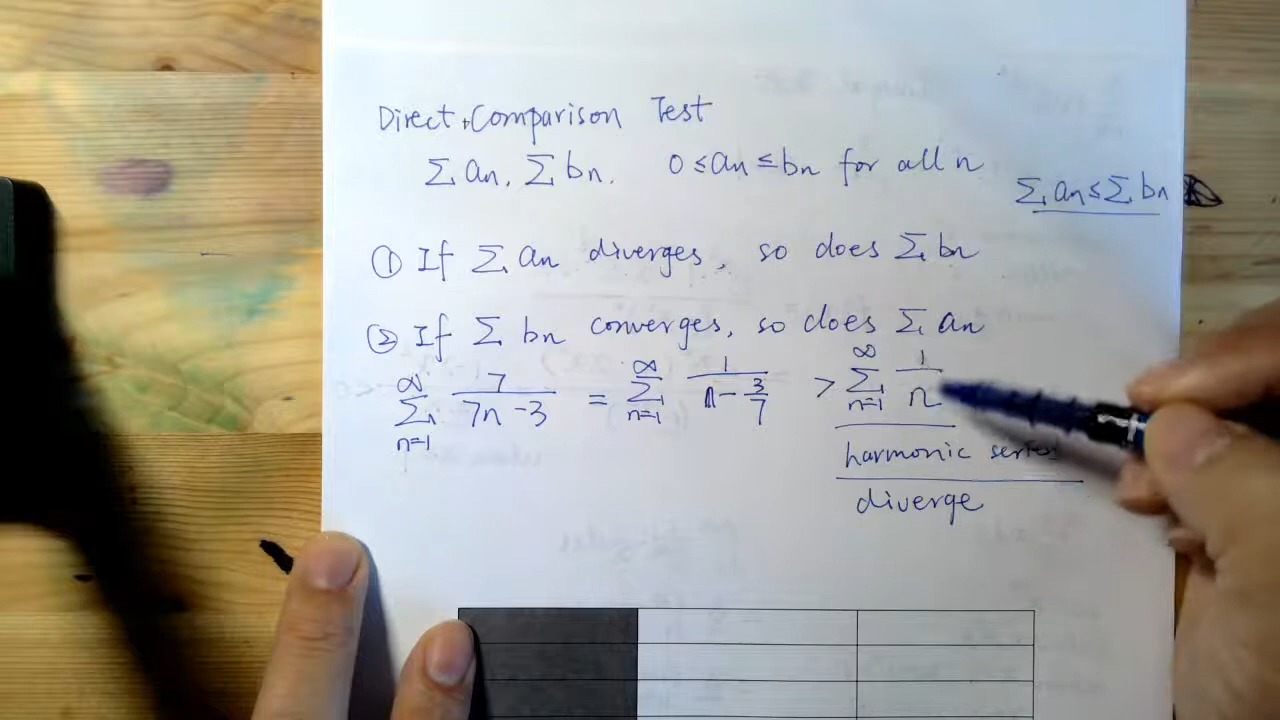 Direct Comparison Test
Σ an, Σ bn. 0 ≤ an ≤ bn for all n
Σ an ≤ Σ bn
① If Σ an diverges, so does Σ bn
② If Σ bn converges, so does Σ an
∞ Σ n=1 7 / (7n - 3) = ∞ Σ n=1 1 / (n - 3/7) > ∞ Σ n=1 1 / n
harmonic series
diverge